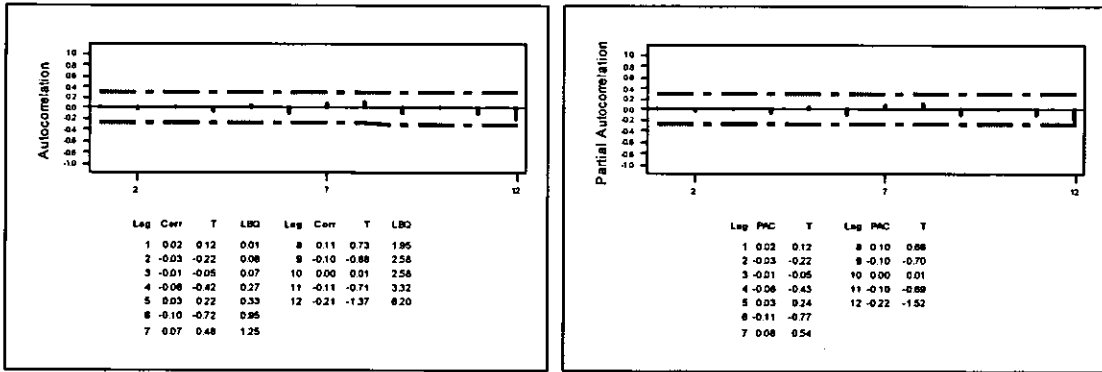 Autocorrelation
1.0
0.8
0.6
0.4
0.2
0.0
-0.2
-0.4
-0.6
-0.8
-1.0
2 7 12
Lag Corr T LBQ Lag Corr T LBQ
1 0.02 0.12 0.01 8 0.11 0.73 1.95
2 -0.03 -0.22 0.06 9 -0.10 -0.68 2.58
3 -0.01 -0.05 0.07 10 0.00 0.01 2.58
4 -0.06 -0.42 0.27 11 -0.11 -0.71 3.32
5 0.03 0.22 0.33 12 -0.21 -1.37 6.20
6 -0.10 -0.72 0.95
7 0.07 0.48 1.25
Partial Autocorrelation
1.0
0.8
0.6
0.4
0.2
0.0
-0.2
-0.4
-0.6
-0.8
-1.0
2 7 12
Lag PAC T Lag PAC T
1 0.02 0.12 8 0.10 0.68
2 -0.03 -0.22 9 -0.10 -0.70
3 -0.01 -0.05 10 0.00 0.01
4 -0.06 -0.43 11 -0.10 -0.69
5 0.03 0.24 12 -0.22 -1.52
6 -0.11 -0.77
7 0.08 0.54